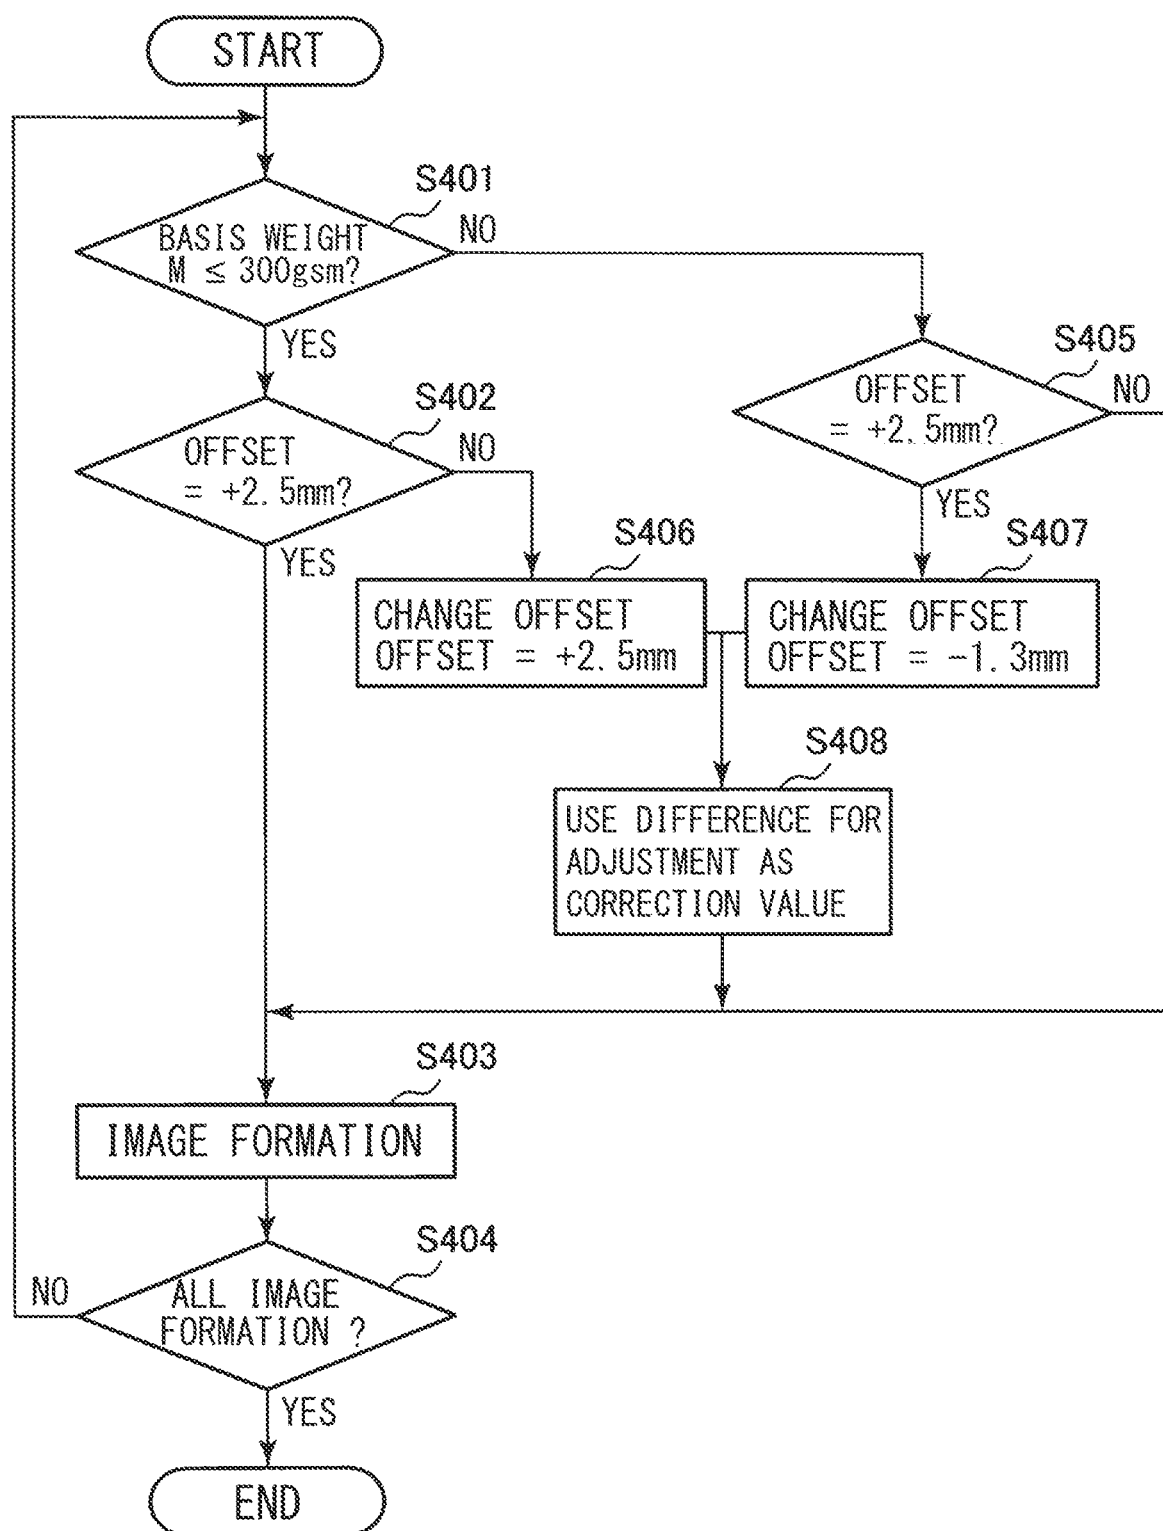 START
S401
BASIS WEIGHT
M ≤ 300gsm?
NO
YES
S405
OFFSET
= +2.5mm?
NO
YES
S402
OFFSET
= +2.5mm?
NO
YES
S406
CHANGE OFFSET
OFFSET = +2.5mm
S407
CHANGE OFFSET
OFFSET = -1.3mm
S408
USE DIFFERENCE FOR
ADJUSTMENT AS
CORRECTION VALUE
S403
IMAGE FORMATION
S404
ALL IMAGE
FORMATION ?
NO
YES
END